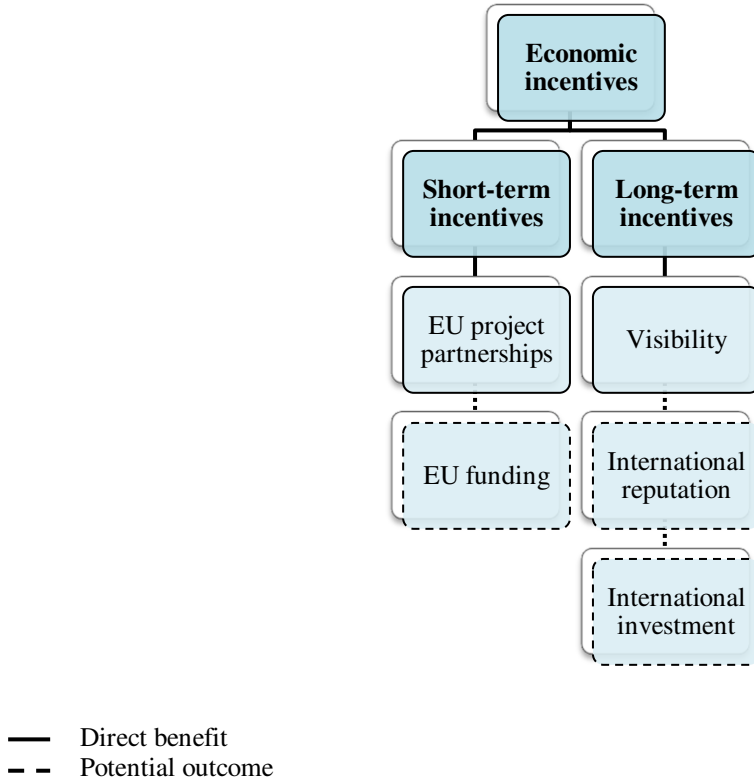 Economic
incentives
Short-term
incentives
Long-term
incentives
EU project
partnerships
Visibility
EU funding
International
reputation
International
investment
Direct benefit
Potential outcome